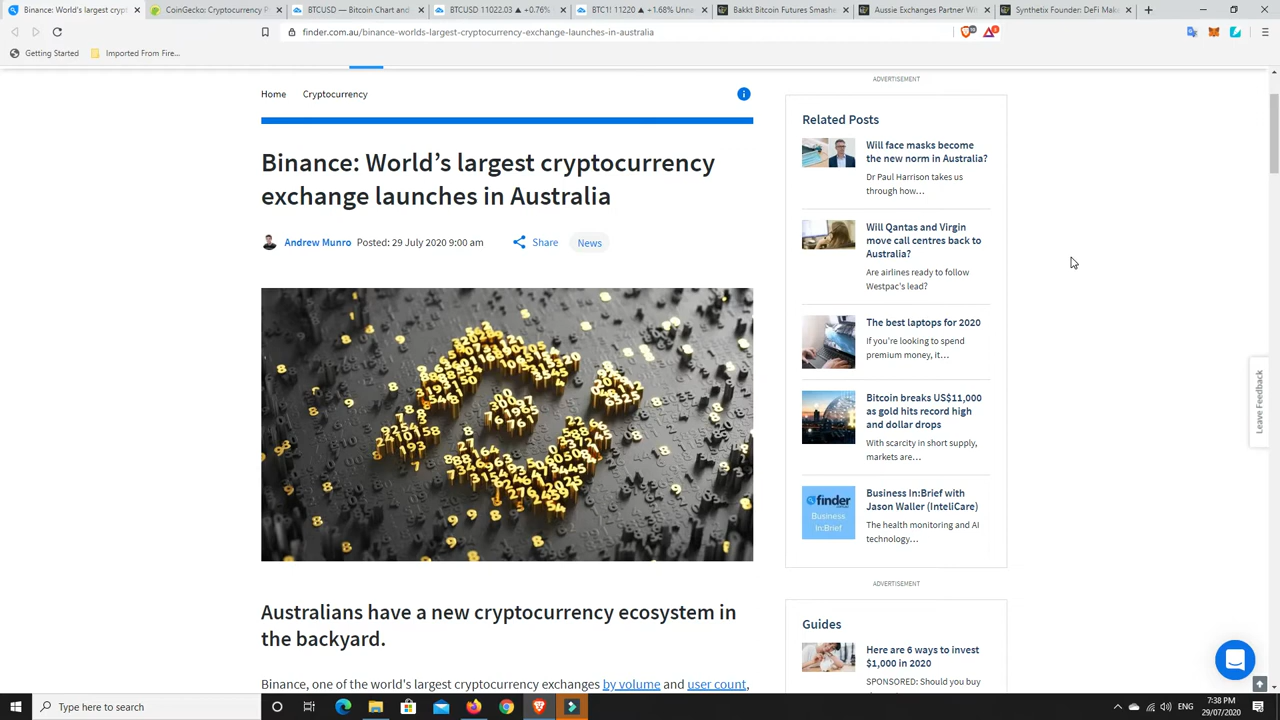 Binance: World's largest crypt
CoinGecko: Cryptocurrency P
BTCUSD — Bitcoin Chart and
BTCUSD 11022.03 ▲ +0.76%
BTC1! 11220 ▲ +1.68% Unna
Bakkt Bitcoin Futures Smashe
Aussie Exchanges Partner Wit
Synthetix Founder: DeFi Make
finder.com.au/binance-worlds-largest-cryptocurrency-exchange-launches-in-australia
Getting Started
Imported From Fire...
ADVERTISEMENT
Home
Cryptocurrency
Binance: World's largest cryptocurrency
exchange launches in Australia
Andrew Munro Posted: 29 July 2020 9:00 am
Share
News
Australians have a new cryptocurrency ecosystem in
the backyard.
Binance, one of the world's largest cryptocurrency exchanges by volume and user count,
Related Posts
Will face masks become
the new norm in Australia?
Dr Paul Harrison takes us
through how…
Will Qantas and Virgin
move call centres back to
Australia?
Are airlines ready to follow
Westpac's lead?
The best laptops for 2020
If you're looking to spend
premium money, it…
Bitcoin breaks US$11,000
as gold hits record high
and dollar drops
With scarcity in short supply,
markets are…
finder
Business
In:Brief
Business In:Brief with
Jason Waller (InteliCare)
The health monitoring and AI
technology…
ADVERTISEMENT
Guides
Here are 6 ways to invest
$1,000 in 2020
SPONSORED: Should you buy
Leave Feedback
Type here to search
ENG
7:38 PM
29/07/2020